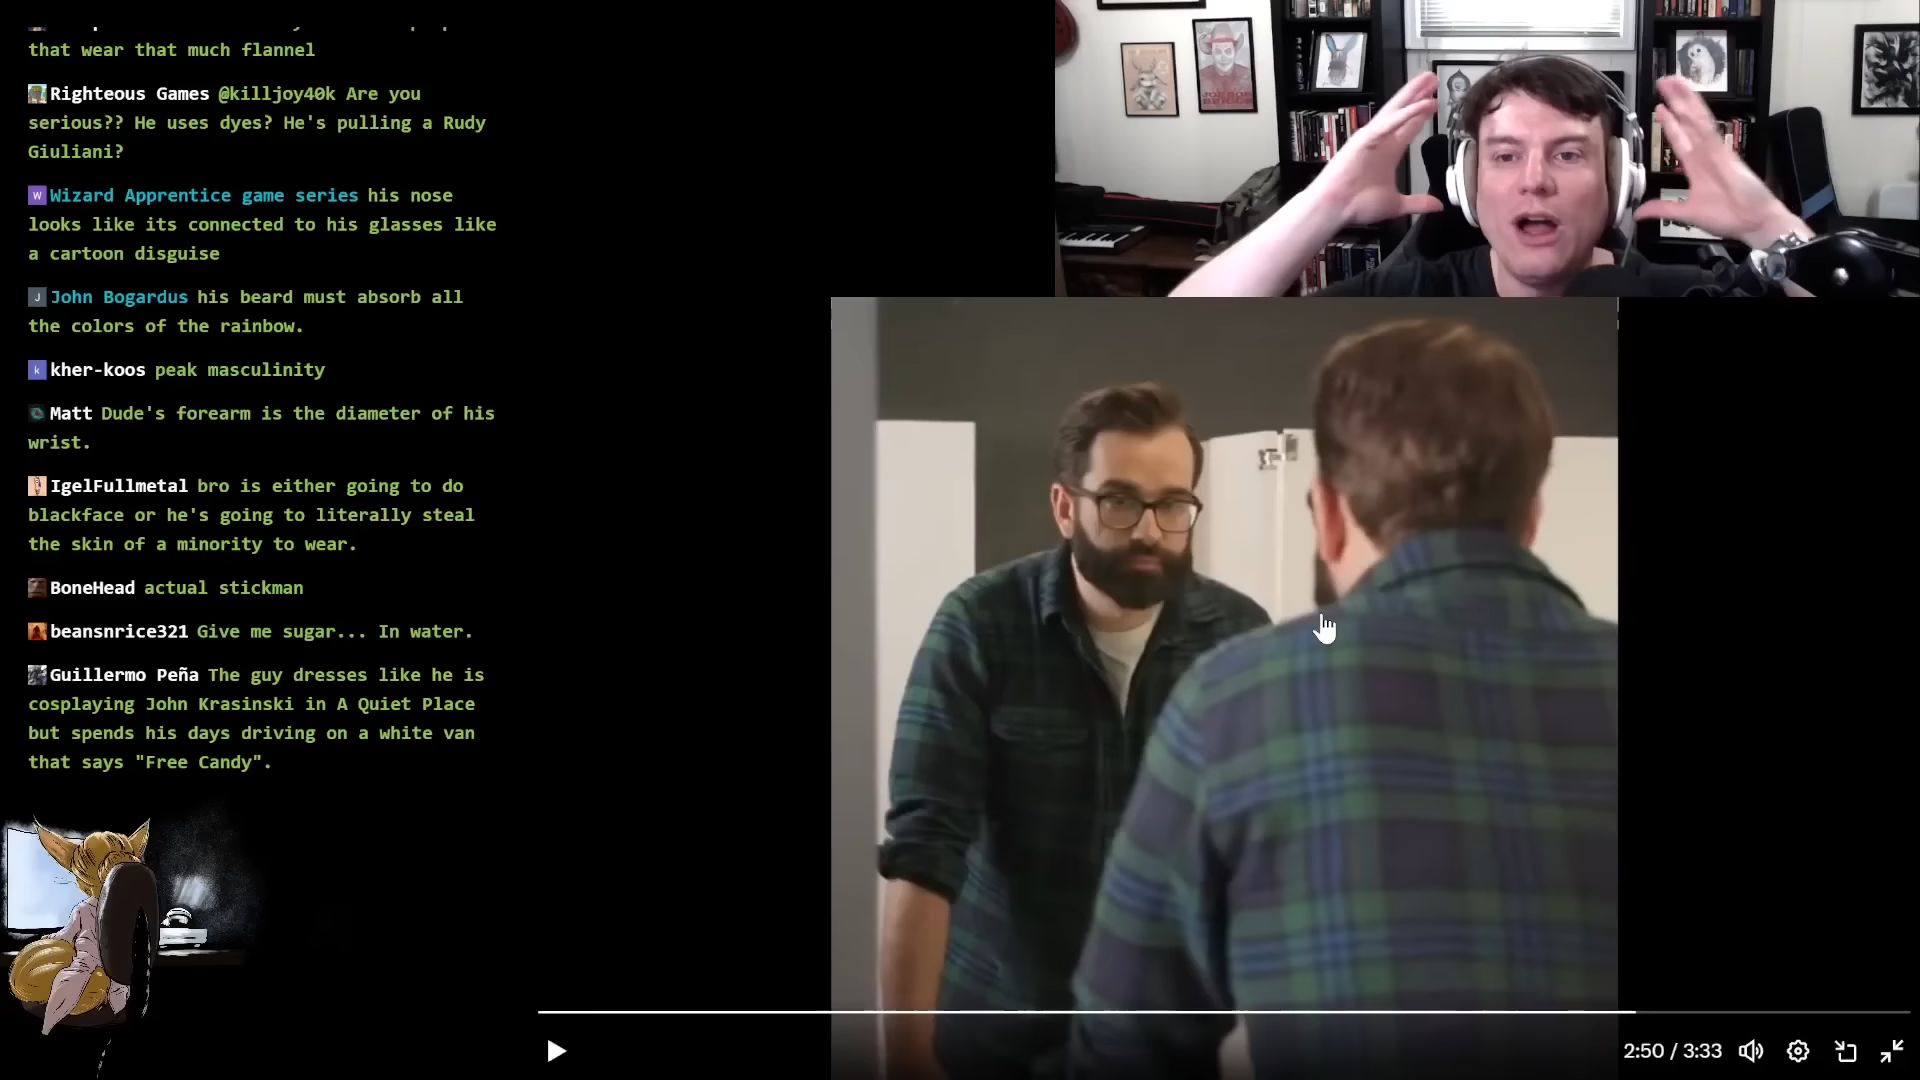 that wear that much flannel
Righteous Games @killjoy40k Are you
serious?? He uses dyes? He's pulling a Rudy
Giuliani?
W Wizard Apprentice game series his nose
looks like its connected to his glasses like
a cartoon disguise
J John Bogardus his beard must absorb all
the colors of the rainbow.
k kher-koos peak masculinity
Matt Dude's forearm is the diameter of his
wrist.
IgelFullmetal bro is either going to do
blackface or he's going to literally steal
the skin of a minority to wear.
BoneHead actual stickman
beansnrice321 Give me sugar... In water.
Guillermo Peña The guy dresses like he is
cosplaying John Krasinski in A Quiet Place
but spends his days driving on a white van
that says "Free Candy".
2:50 / 3:33